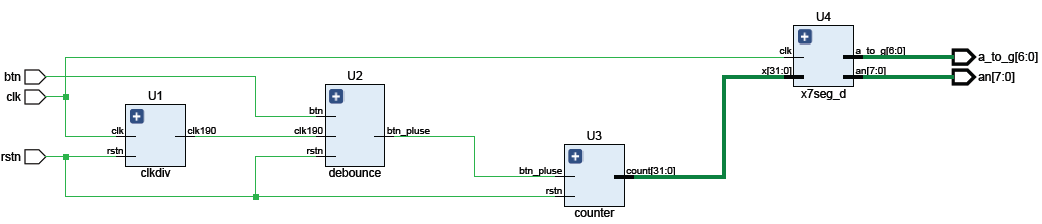 U4
clk
a_to_g[6:0]
a_to_g[6:0]
x[31:0]
an[7:0]
an[7:0]
x7seg_d
btn
clk
rstn
U1
clk
clk190
rstn
clkdiv
U2
btn
clk190
btn_pluse
rstn
debounce
U3
btn_pluse
count[31:0]
rstn
counter